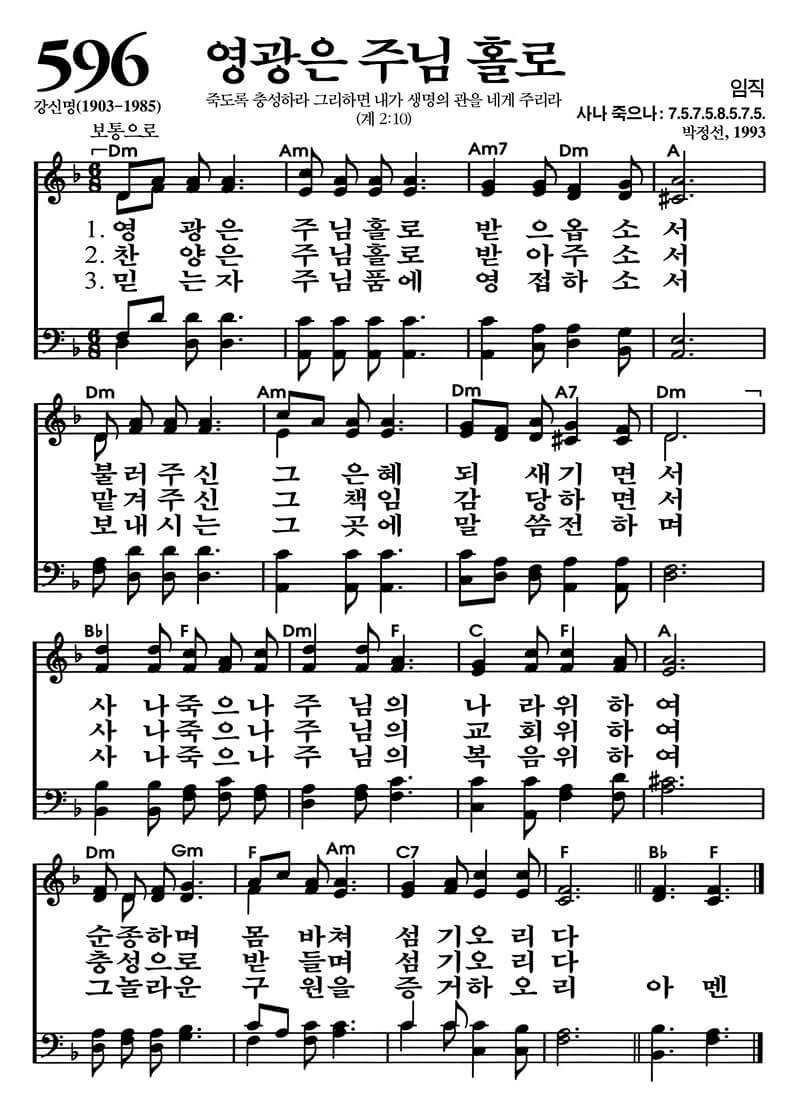 596
영광은 주님 홀로
강신명(1903-1985)
죽도록 충성하라 그리하면 내가 생명의 관을 네게 주리라
(계 2:10)
임직
사나 죽으나: 7.5.7.5.8.5.7.5.
박정선, 1993
보통으로
Dm Am Am7 Dm A
1. 영 광은 주님홀로 받으옵소서
2. 찬 양은 주님홀로 받아주소서
3. 믿 는자 주님품에 영접하소서
Dm Am Dm A7 Dm
불러주신 그 은혜 되 새기면서
맡겨주신 그 책임 감 당하면서
보내시는 그 곳에 말 씀전하며
B♭ F Dm F C F A
사 나죽으나 주 님의 나 라위하여
사 나죽으나 주 님의 교 회위하여
사 나죽으나 주 님의 복 음위하여
Dm Gm F Am C7 F B♭ F
순종하며 몸 바쳐 섬 기오리다
충성으로 받 들며 섬 기오리다
그놀라운 구 원을 증 거하오리 아 멘